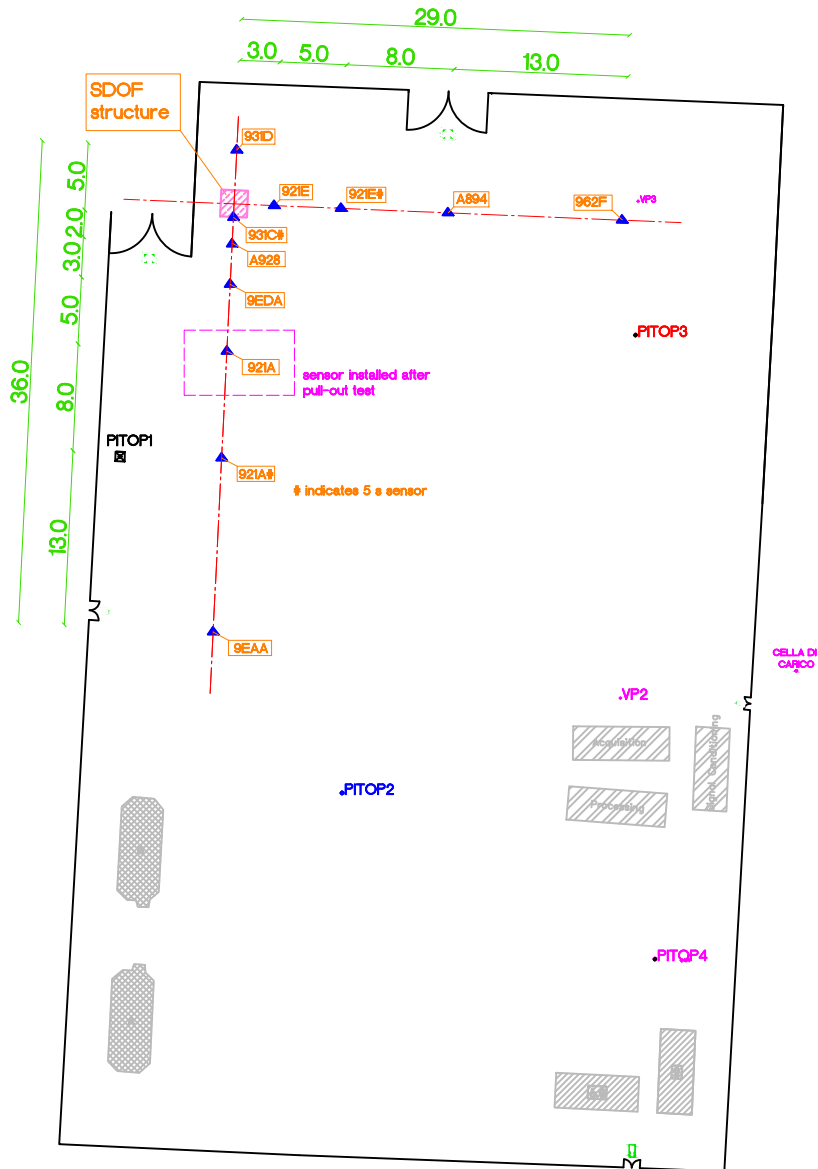 29.0
3.0 5.0 8.0 13.0
SDOF
structure
931D
5.0
921E
921E#
A894
962F
VP3
2.0
931C#
3.0
A928
9EDA
5.0
PITOP3
36.0
921A
sensor installed after
pull-out test
8.0
PITOP1
921A#
# indicates 5 s sensor
13.0
9EAA
CELLA DI
CARICO
VP2
Acquisition
Signal Conditioning
PITOP2
Processing
PITOP4